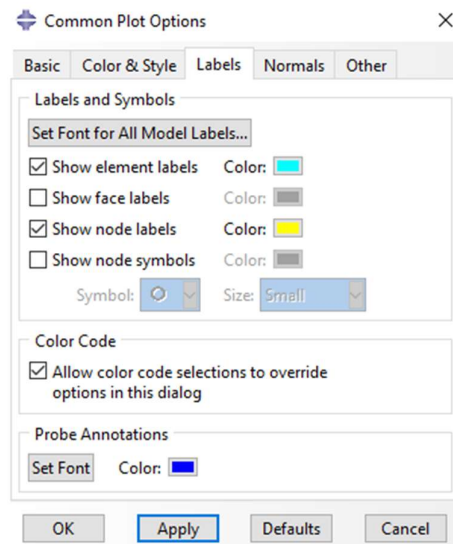 Common Plot Options
Basic Color & Style Labels Normals Other
Labels and Symbols
Set Font for All Model Labels...
Show element labels Color:
Show face labels Color:
Show node labels Color:
Show node symbols Color:
Symbol: Size: Small
Color Code
Allow color code selections to override
options in this dialog
Probe Annotations
Set Font Color:
OK Apply Defaults Cancel